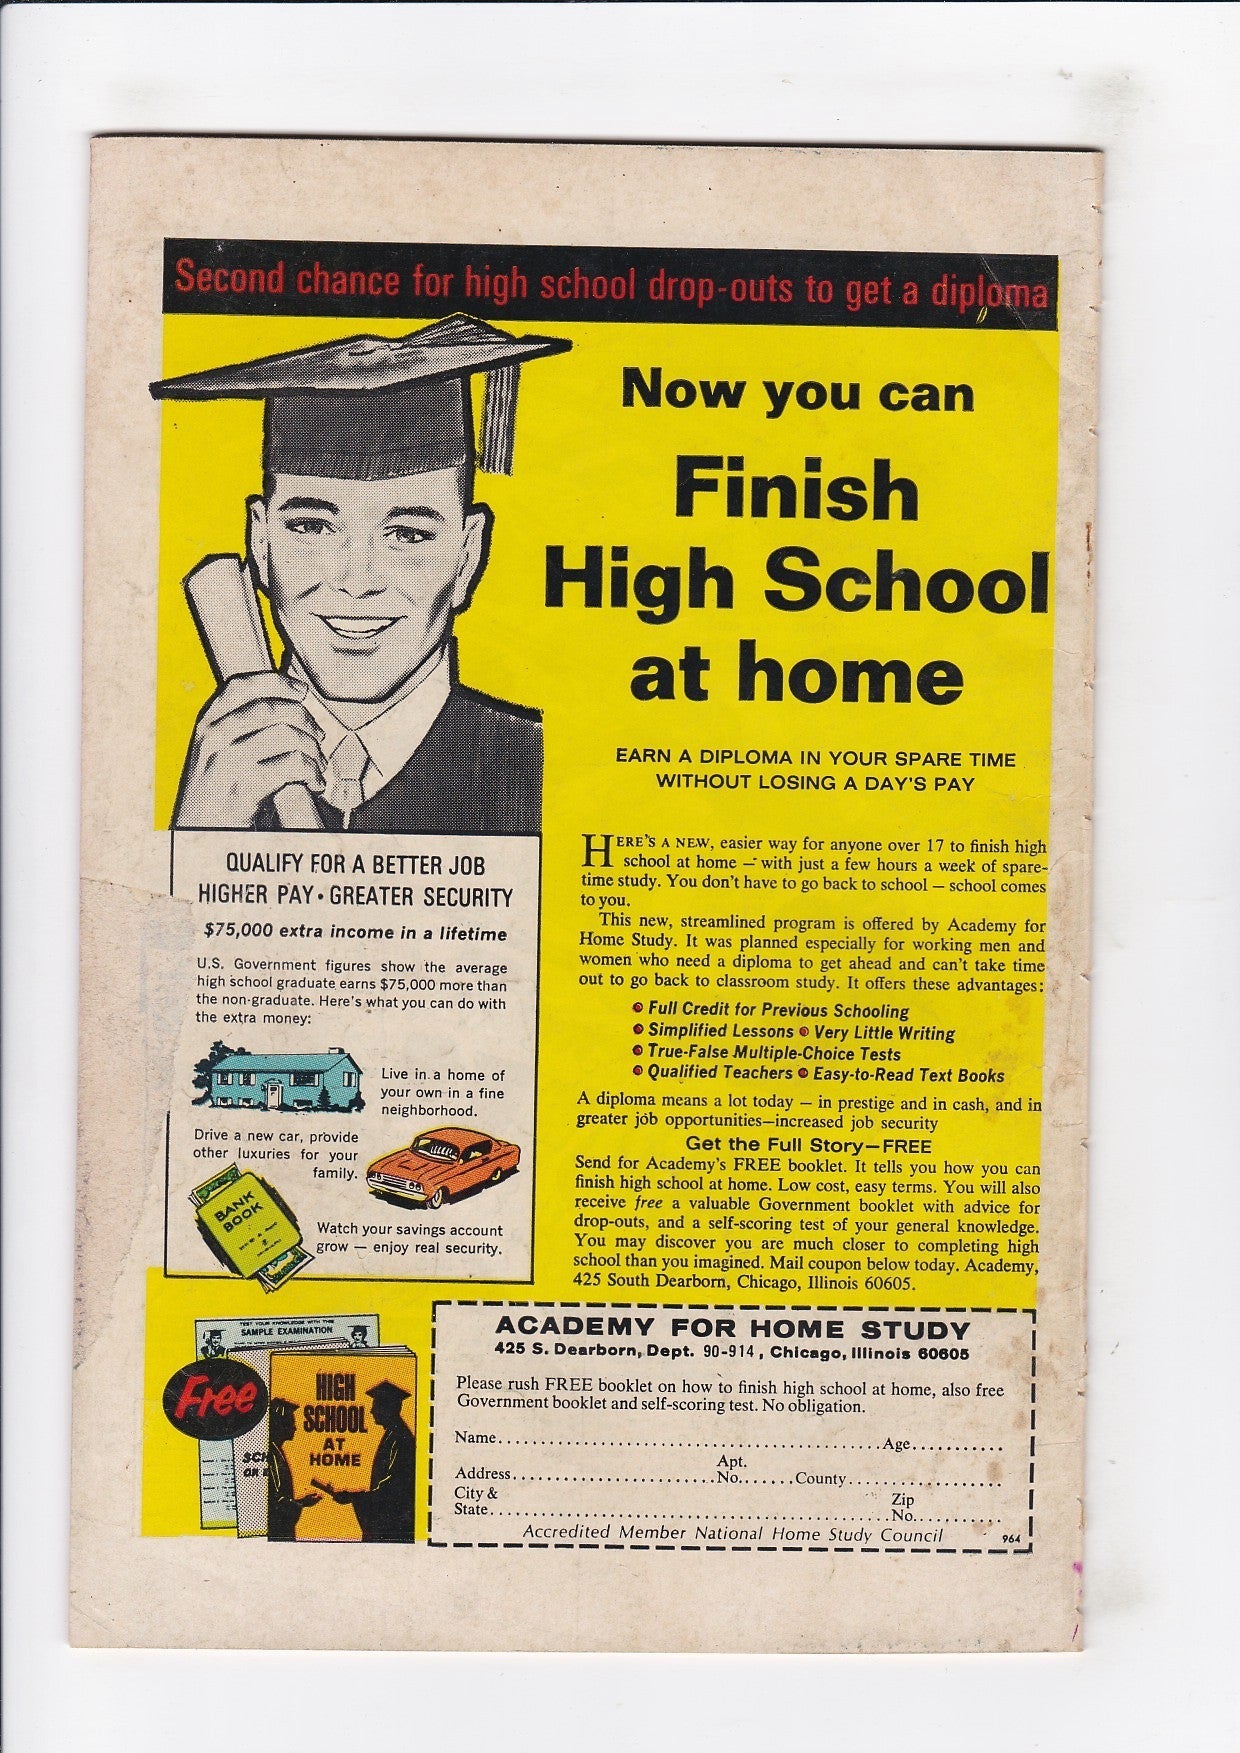 Second chance for high school drop-outs to get a diploma
Now you can
Finish
High School
at home
EARN A DIPLOMA IN YOUR SPARE TIME
WITHOUT LOSING A DAY'S PAY
QUALIFY FOR A BETTER JOB
HIGHER PAY • GREATER SECURITY
$75,000 extra income in a lifetime
U.S. Government figures show the average
high school graduate earns $75,000 more than
the non-graduate. Here's what you can do with
the extra money:
Live in a home of
your own in a fine
neighborhood.
Drive a new car, provide
other luxuries for your
family.
BANK
BOOK
Watch your savings account
grow — enjoy real security.
HERE'S A NEW, easier way for anyone over 17 to finish high
school at home — with just a few hours a week of spare-
time study. You don't have to go back to school — school comes
to you.
This new, streamlined program is offered by Academy for
Home Study. It was planned especially for working men and
women who need a diploma to get ahead and can't take time
out to go back to classroom study. It offers these advantages:
• Full Credit for Previous Schooling
• Simplified Lessons • Very Little Writing
• True-False Multiple-Choice Tests
• Qualified Teachers • Easy-to-Read Text Books
A diploma means a lot today — in prestige and in cash, and in
greater job opportunities—increased job security
Get the Full Story—FREE
Send for Academy's FREE booklet. It tells you how you can
finish high school at home. Low cost, easy terms. You will also
receive free a valuable Government booklet with advice for
drop-outs, and a self-scoring test of your general knowledge.
You may discover you are much closer to completing high
school than you imagined. Mail coupon below today. Academy,
425 South Dearborn, Chicago, Illinois 60605.
TEST YOUR KNOWLEDGE WITH THIS
SAMPLE EXAMINATION
Free
HIGH
SCHOOL
AT
HOME
ACADEMY FOR HOME STUDY
425 S. Dearborn, Dept. 90-914, Chicago, Illinois 60605
Please rush FREE booklet on how to finish high school at home, also free
Government booklet and self-scoring test. No obligation.
Name.......... Age..........
Address.......... Apt. No....... County..........
City & State.......... Zip No..........
Accredited Member National Home Study Council 964